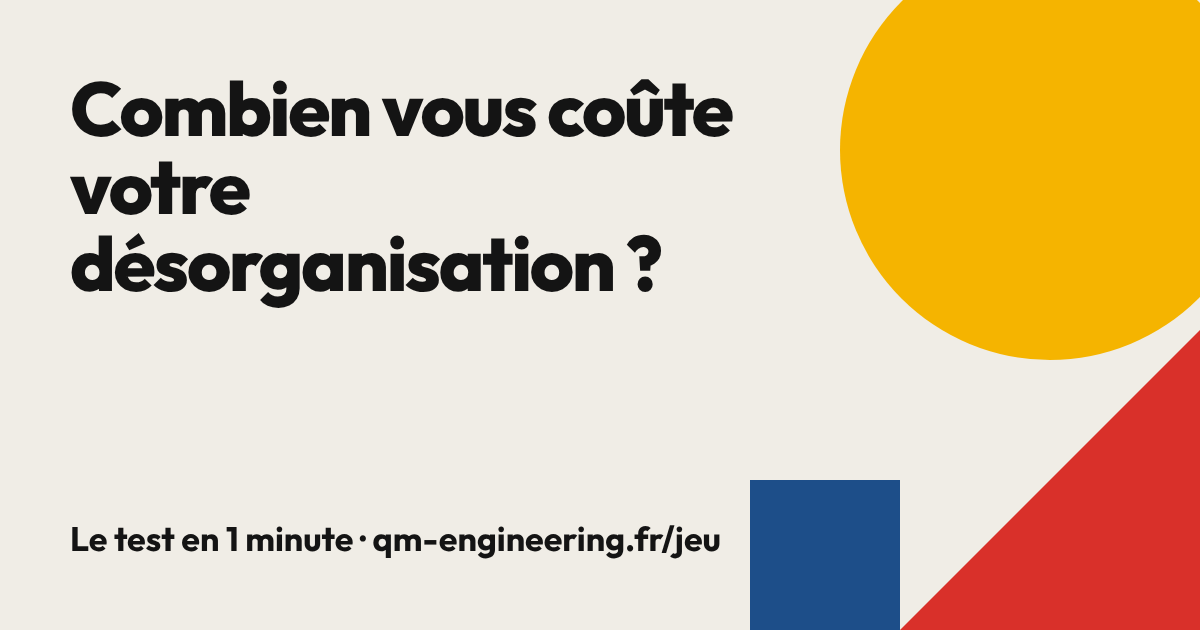 Combien vous coûte
votre
désorganisation ?
Le test en 1 minute · qm-engineering.fr/jeu